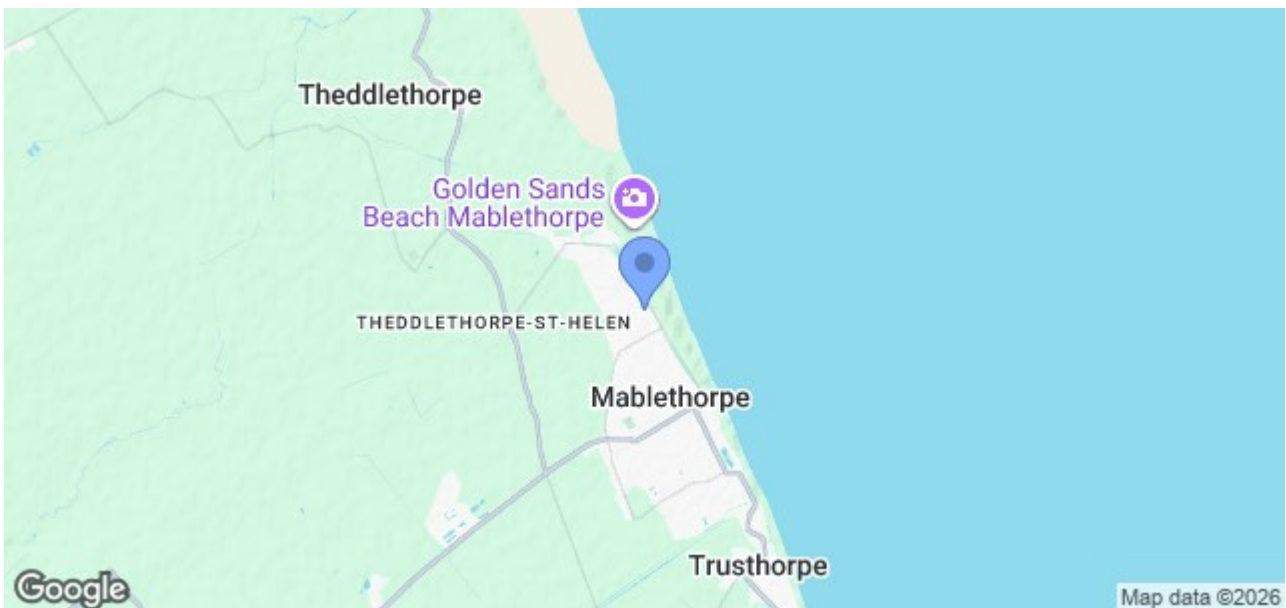 Theddlethorpe
Golden Sands
Beach Mablethorpe
THEDDLETHORPE-ST-HELEN
Mablethorpe
Trusthorpe
Google
Map data ©2026